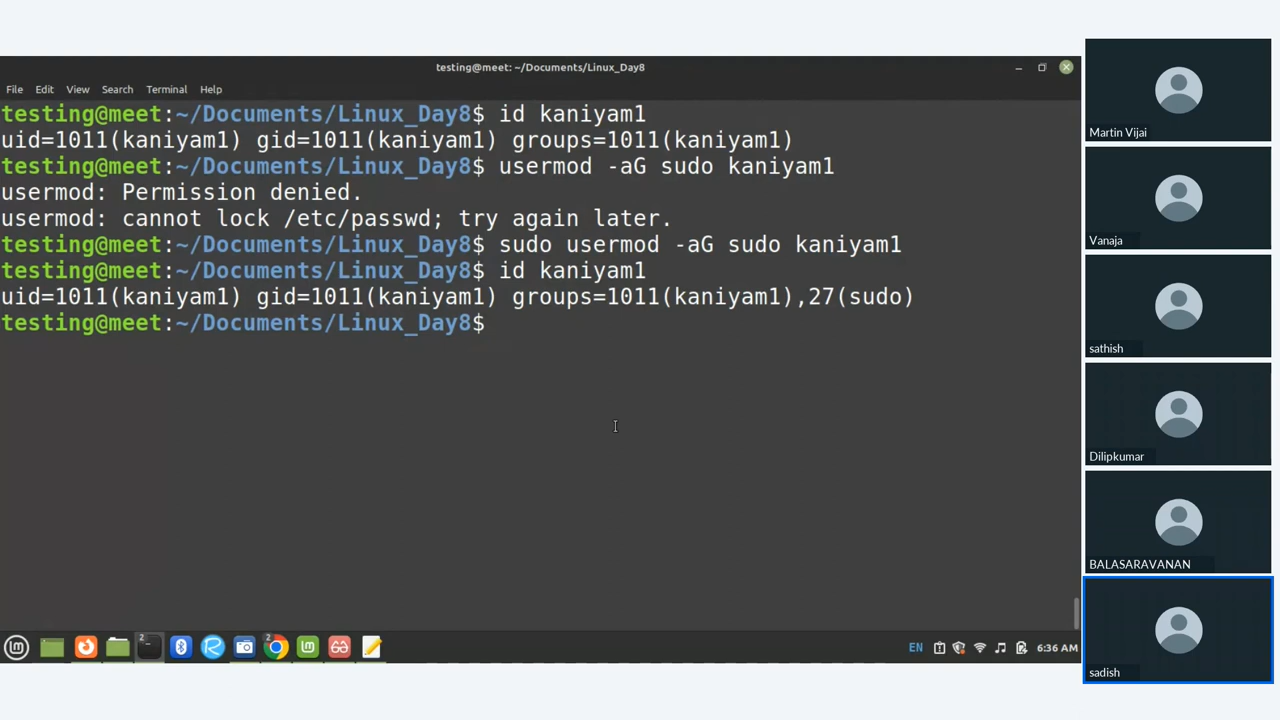 testing@meet: ~/Documents/Linux_Day8
File Edit View Search Terminal Help
testing@meet:~/Documents/Linux_Day8$ id kaniyam1
uid=1011(kaniyam1) gid=1011(kaniyam1) groups=1011(kaniyam1)
testing@meet:~/Documents/Linux_Day8$ usermod -aG sudo kaniyam1
usermod: Permission denied.
usermod: cannot lock /etc/passwd; try again later.
testing@meet:~/Documents/Linux_Day8$ sudo usermod -aG sudo kaniyam1
testing@meet:~/Documents/Linux_Day8$ id kaniyam1
uid=1011(kaniyam1) gid=1011(kaniyam1) groups=1011(kaniyam1),27(sudo)
testing@meet:~/Documents/Linux_Day8$
2
2
EN
6:36 AM
Martin Vijai
Vanaja
sathish
Dilipkumar
BALASARAVANAN
sadish